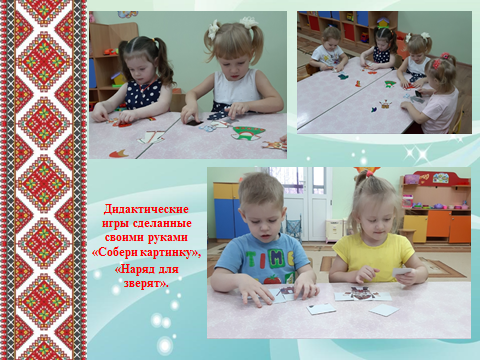 Дидактические
игры сделанные
своими руками
«Собери картинку»,
«Наряд для
зверят».